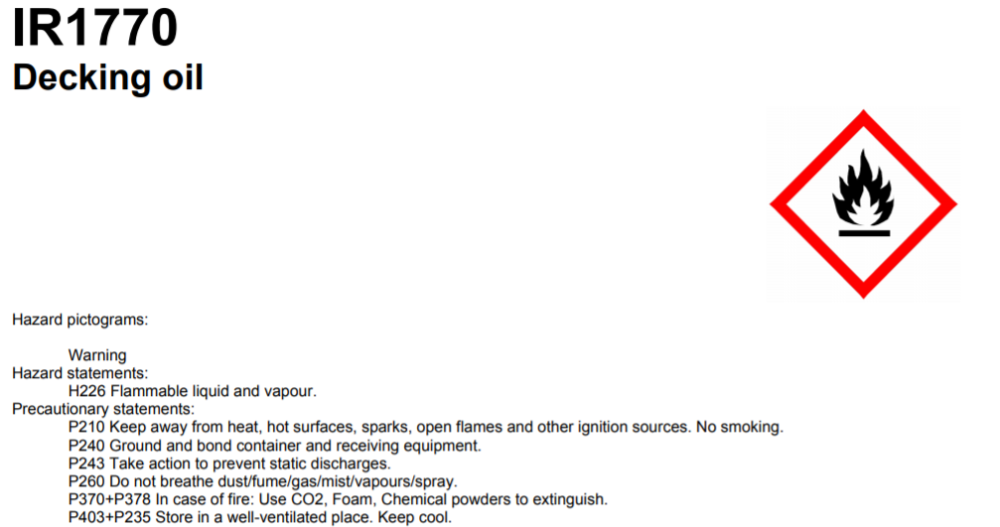 IR1770
Decking oil
Hazard pictograms:
Warning
Hazard statements:
H226 Flammable liquid and vapour.
Precautionary statements:
P210 Keep away from heat, hot surfaces, sparks, open flames and other ignition sources. No smoking.
P240 Ground and bond container and receiving equipment.
P243 Take action to prevent static discharges.
P260 Do not breathe dust/fume/gas/mist/vapours/spray.
P370+P378 In case of fire: Use CO2, Foam, Chemical powders to extinguish.
P403+P235 Store in a well-ventilated place. Keep cool.